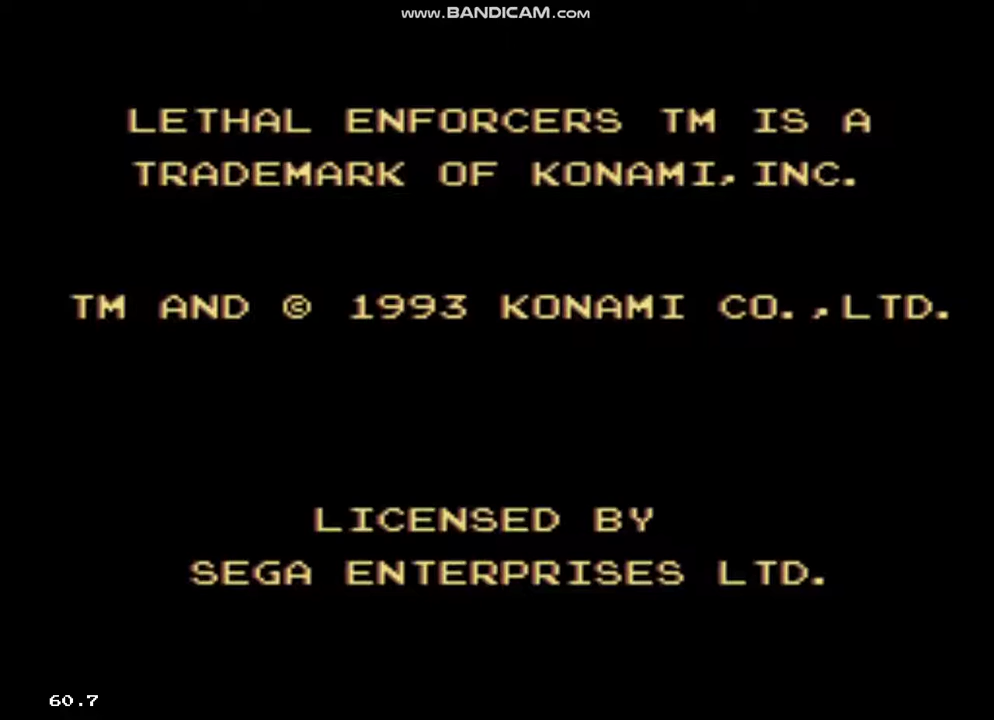 www.BANDICAM.com
LETHAL ENFORCERS TM IS A
TRADEMARK OF KONAMI,INC.
TM AND © 1993 KONAMI CO.,LTD.
LICENSED BY
SEGA ENTERPRISES LTD.
60.7